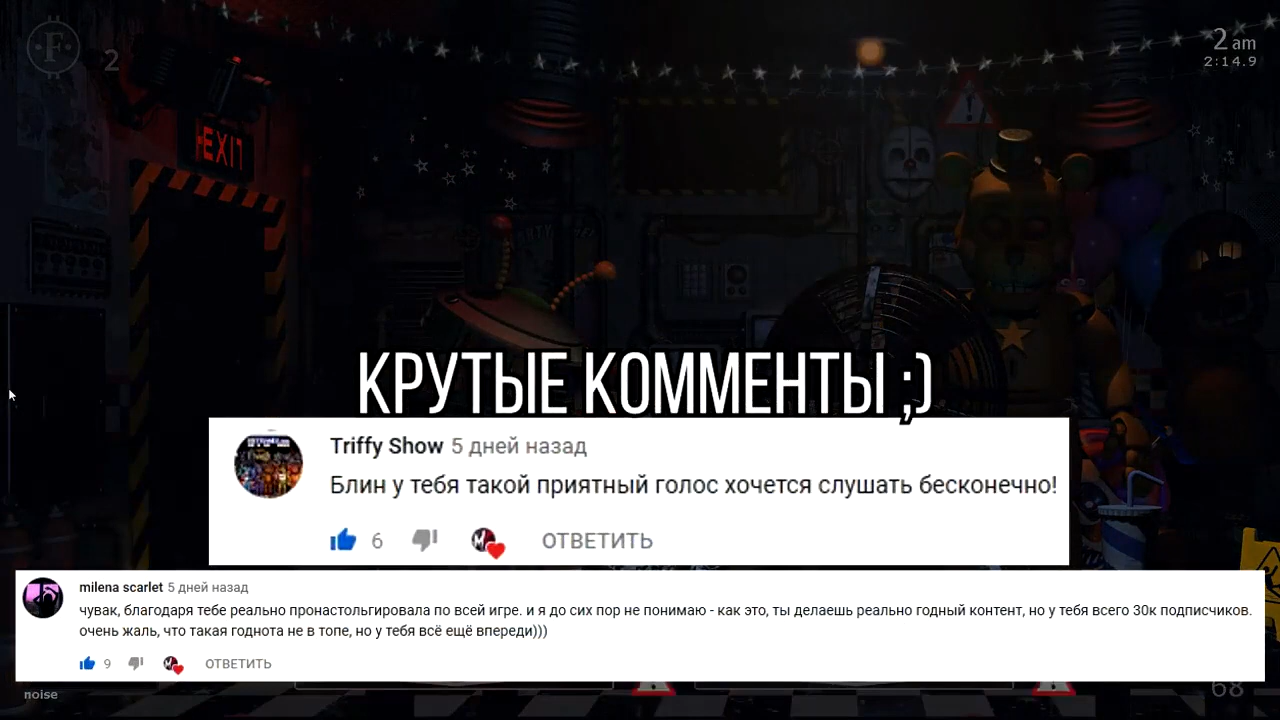 2
EXIT
2 am
2:14.9
КРУТЫЕ КОММЕНТЫ ;)
Triffy Show 5 дней назад
Блин у тебя такой приятный голос хочется слушать бесконечно!
6 ОТВЕТИТЬ
milena scarlet 5 дней назад
чувак, благодаря тебе реально пронастольгировала по всей игре. и я до сих пор не понимаю - как это, ты делаешь реально годный контент, но у тебя всего 30к подписчиков.
очень жаль, что такая годнота не в топе, но у тебя всё ещё впереди)))
9 ОТВЕТИТЬ
noise
68